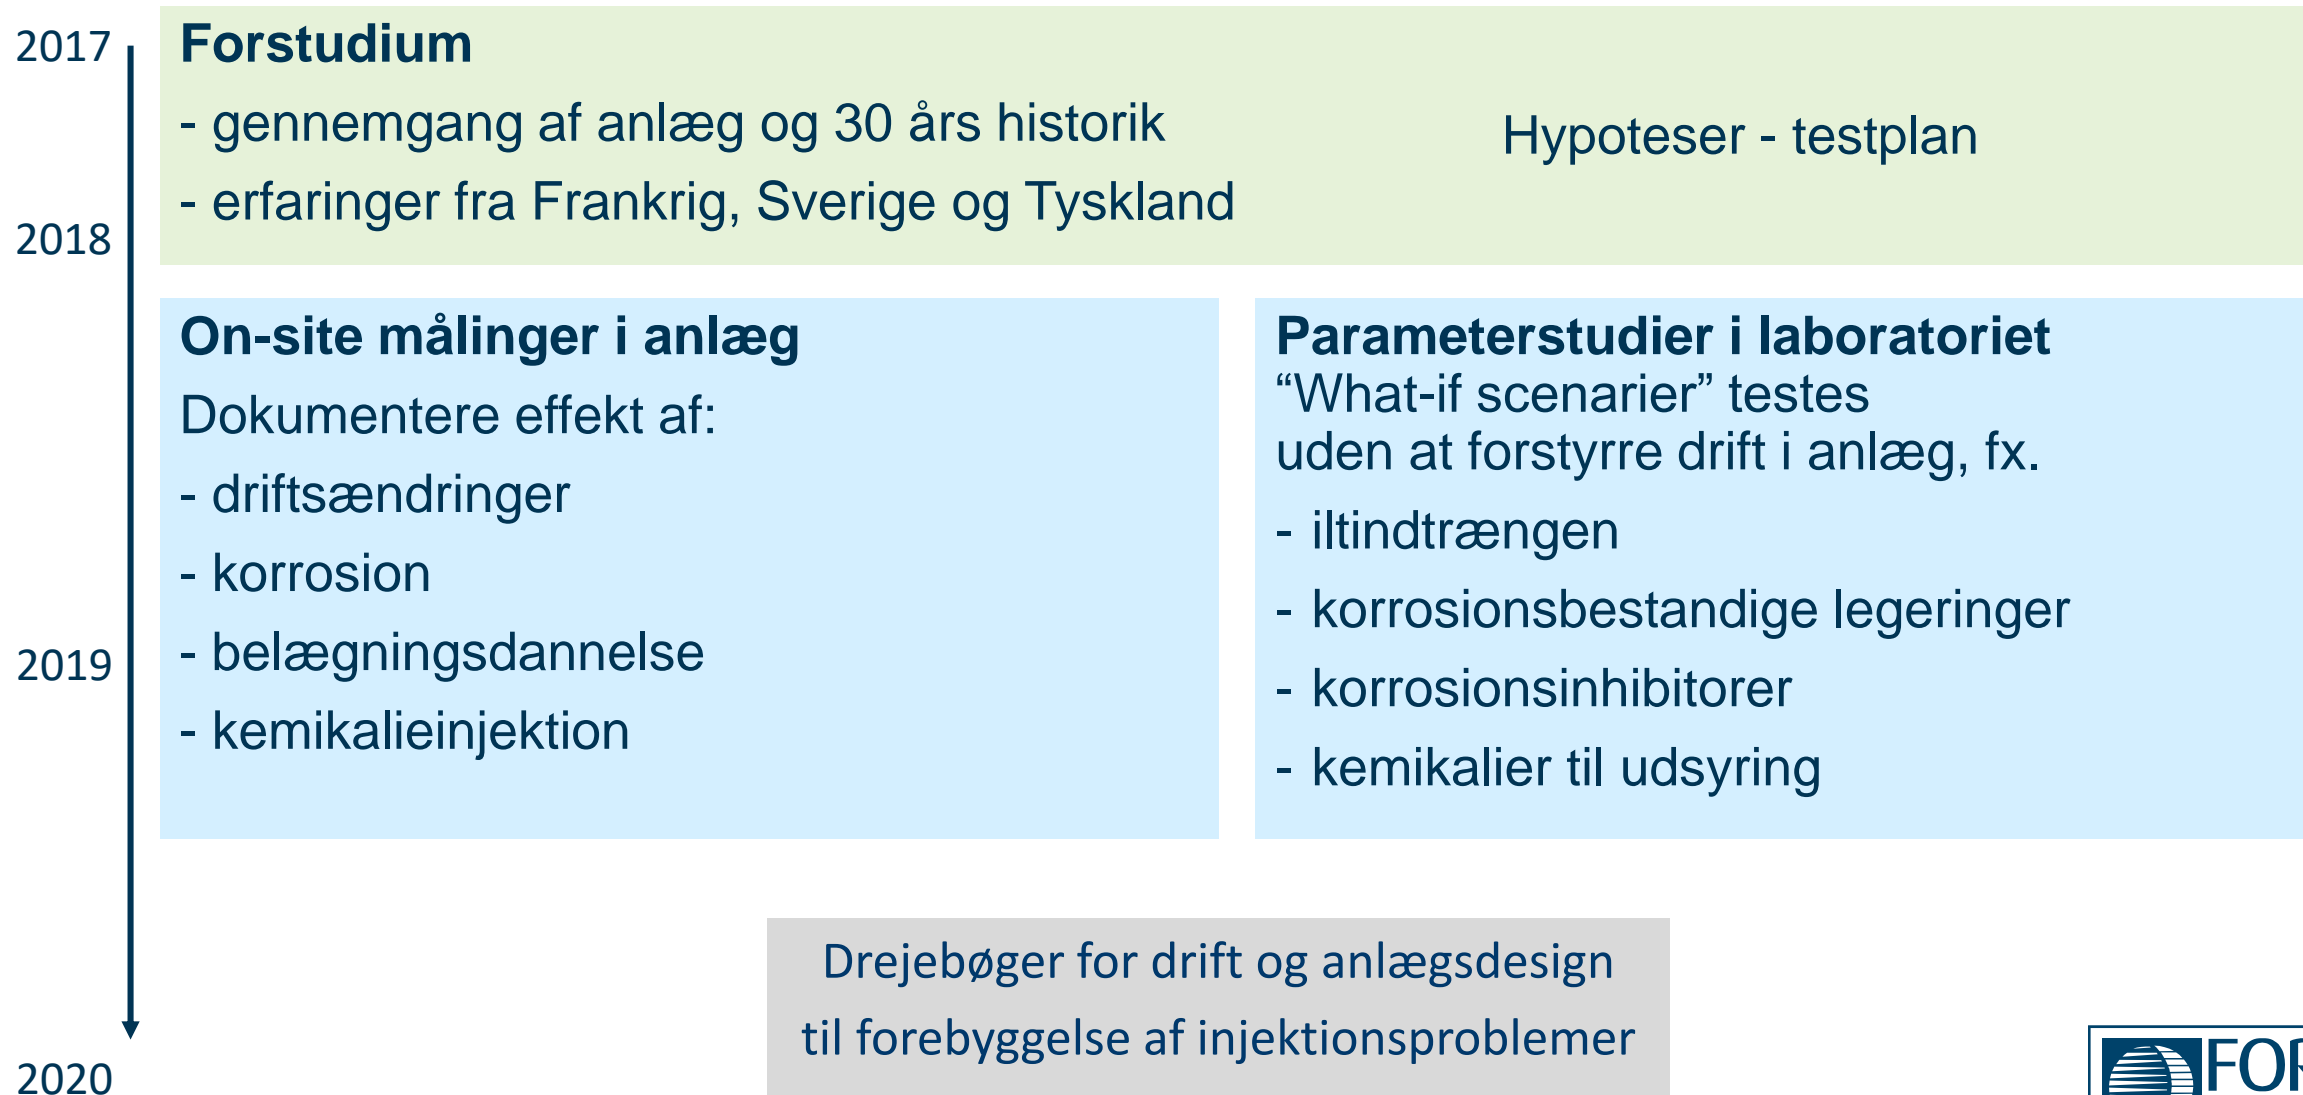 2017
Forstudium
- gennemgang af anlæg og 30 års historik
Hypoteser - testplan
- erfaringer fra Frankrig, Sverige og Tyskland
2018
On-site målinger i anlæg
Dokumentere effekt af:
- driftsændringer
- korrosion
- belægningsdannelse
- kemikalieinjektion
2019
Parameterstudier i laboratoriet
“What-if scenarier” testes
uden at forstyrre drift i anlæg, fx.
- iltindtrængen
- korrosionsbestandige legeringer
- korrosionsinhibitorer
- kemikalier til udsyring
Drejebøger for drift og anlægsdesign
til forebyggelse af injektionsproblemer
2020